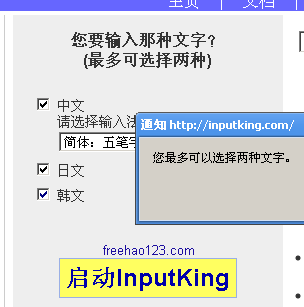 主页 | 文档 |
您要输入那种文字?
(最多可选择两种)
中文
请选择输入法
简体: 五笔字
通知 http://inputking.com/
您最多可以选择两种文字。
日文
韩文
freehao123.com
启动InputKing